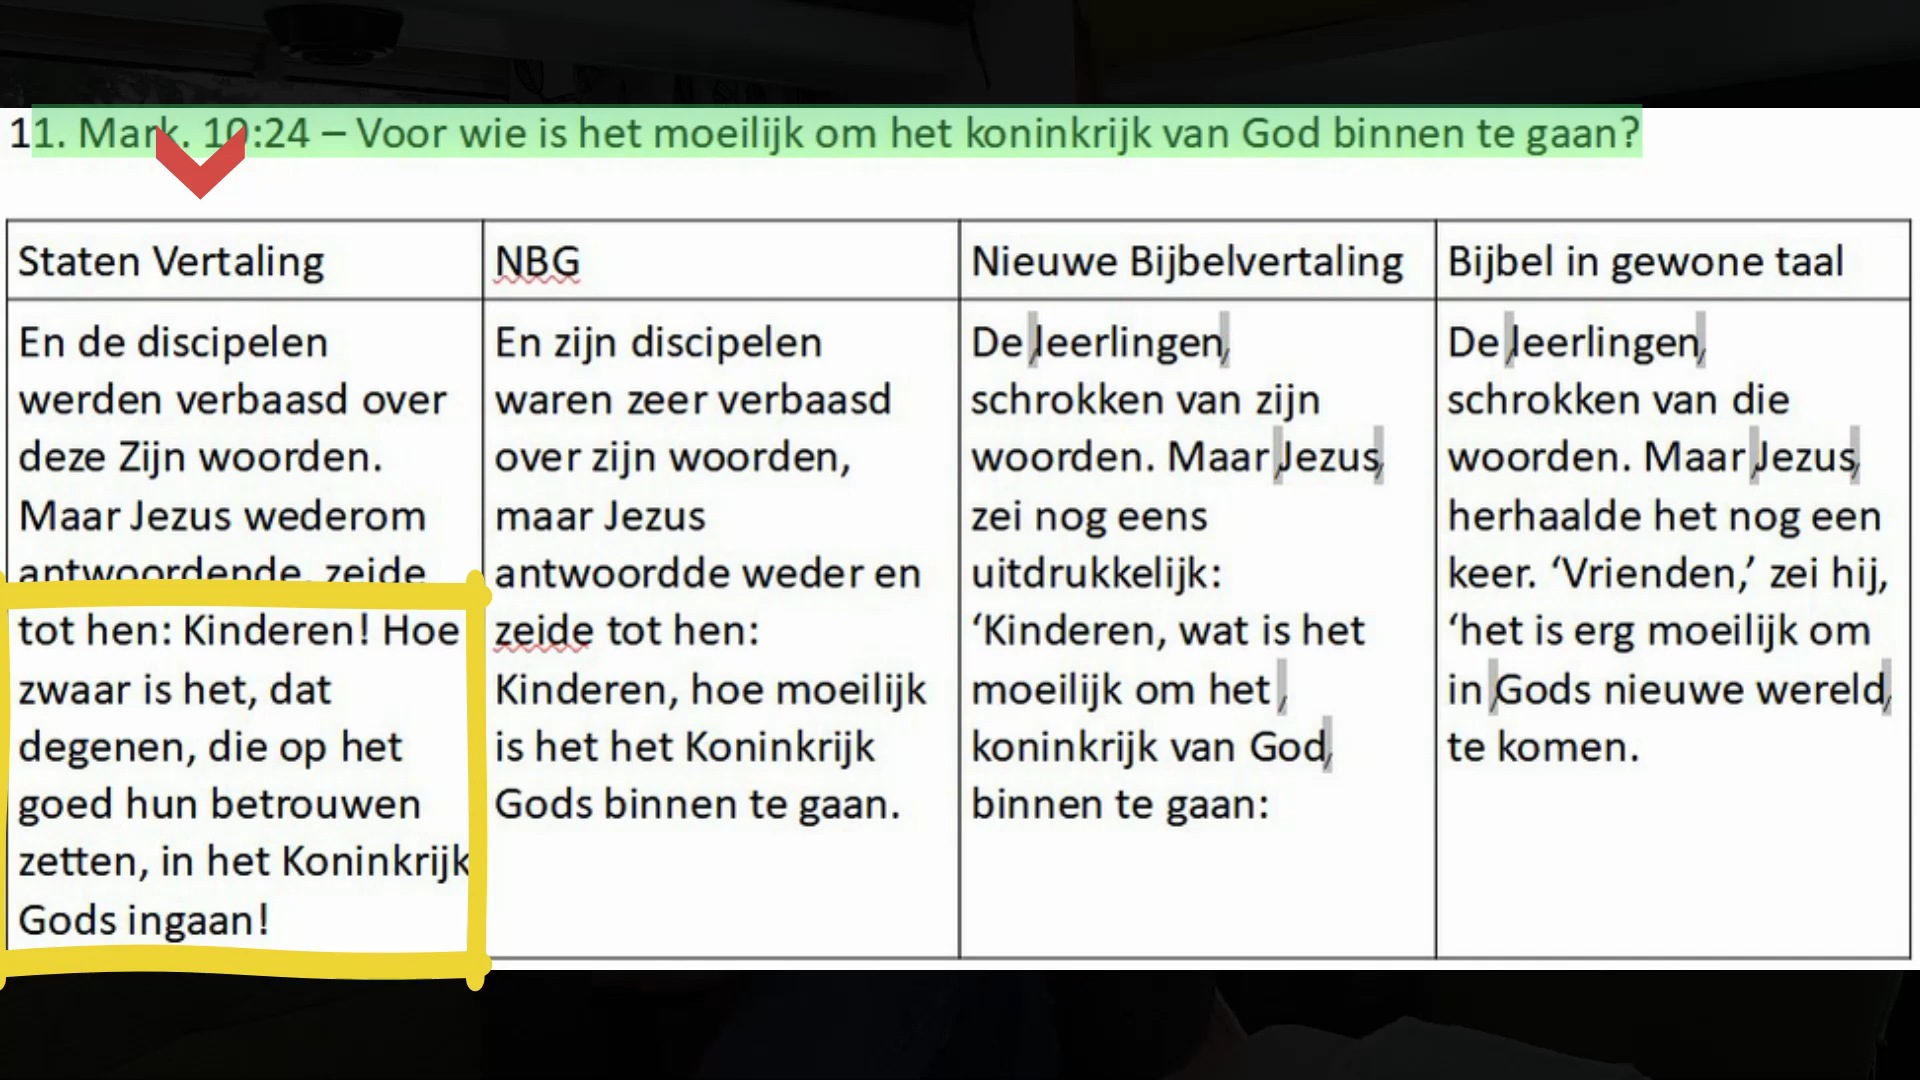 11. Mark. 10:24 – Voor wie is het moeilijk om het koninkrijk van God binnen te gaan?
Staten Vertaling
En de discipelen
werden verbaasd over
deze Zijn woorden.
Maar Jezus wederom
antwoordende, zeide
tot hen: Kinderen! Hoe
zwaar is het, dat
degenen, die op het
goed hun betrouwen
zetten, in het Koninkrijk
Gods ingaan!
NBG
En zijn discipelen
waren zeer verbaasd
over zijn woorden,
maar Jezus
antwoordde weder en
zeide tot hen:
Kinderen, hoe moeilijk
is het het Koninkrijk
Gods binnen te gaan.
Nieuwe Bijbelvertaling
De /leerlingen/
schrokken van zijn
woorden. Maar /Jezus/
zei nog eens
uitdrukkelijk:
‘Kinderen, wat is het
moeilijk om het /
koninkrijk van God/
binnen te gaan:
Bijbel in gewone taal
De /leerlingen/
schrokken van die
woorden. Maar /Jezus/
herhaalde het nog een
keer. ‘Vrienden,’ zei hij,
‘het is erg moeilijk om
in /Gods nieuwe wereld/
te komen.